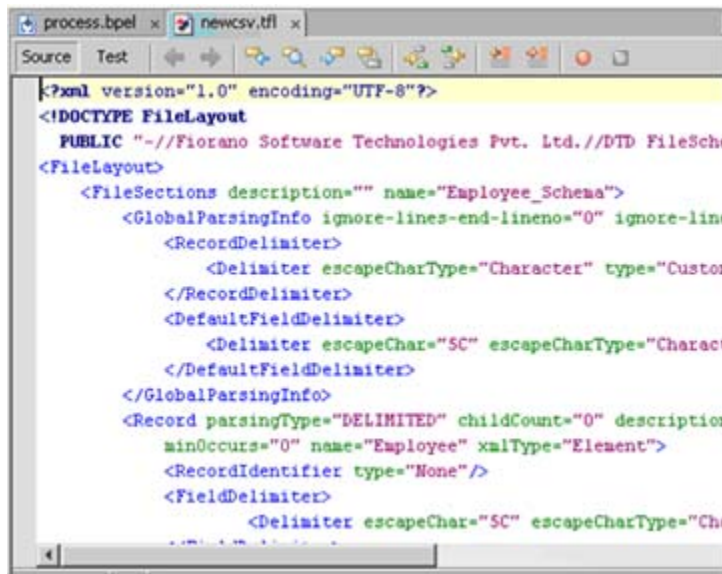 process.bpel newcsv.tfl
Source Test
<?xml version="1.0" encoding="UTF-8"?>
<!DOCTYPE FileLayout
PUBLIC "-//Fiorano Software Technologies Pvt. Ltd.//DTD FileSche
<FileLayout>
<FileSections description="" name="Employee_Schema">
<GlobalParsingInfo ignore-lines-end-lineno="0" ignore-line
<RecordDelimiter>
<Delimiter escapeCharType="Character" type="Custom
</RecordDelimiter>
<DefaultFieldDelimiter>
<Delimiter escapeChar="5C" escapeCharType="Charact
</DefaultFieldDelimiter>
</GlobalParsingInfo>
<Record parsingType="DELIMITED" childCount="0" description
minOccurs="0" name="Employee" xmlType="Element">
<RecordIdentifier type="None"/>
<FieldDelimiter>
<Delimiter escapeChar="5C" escapeCharType="Cha